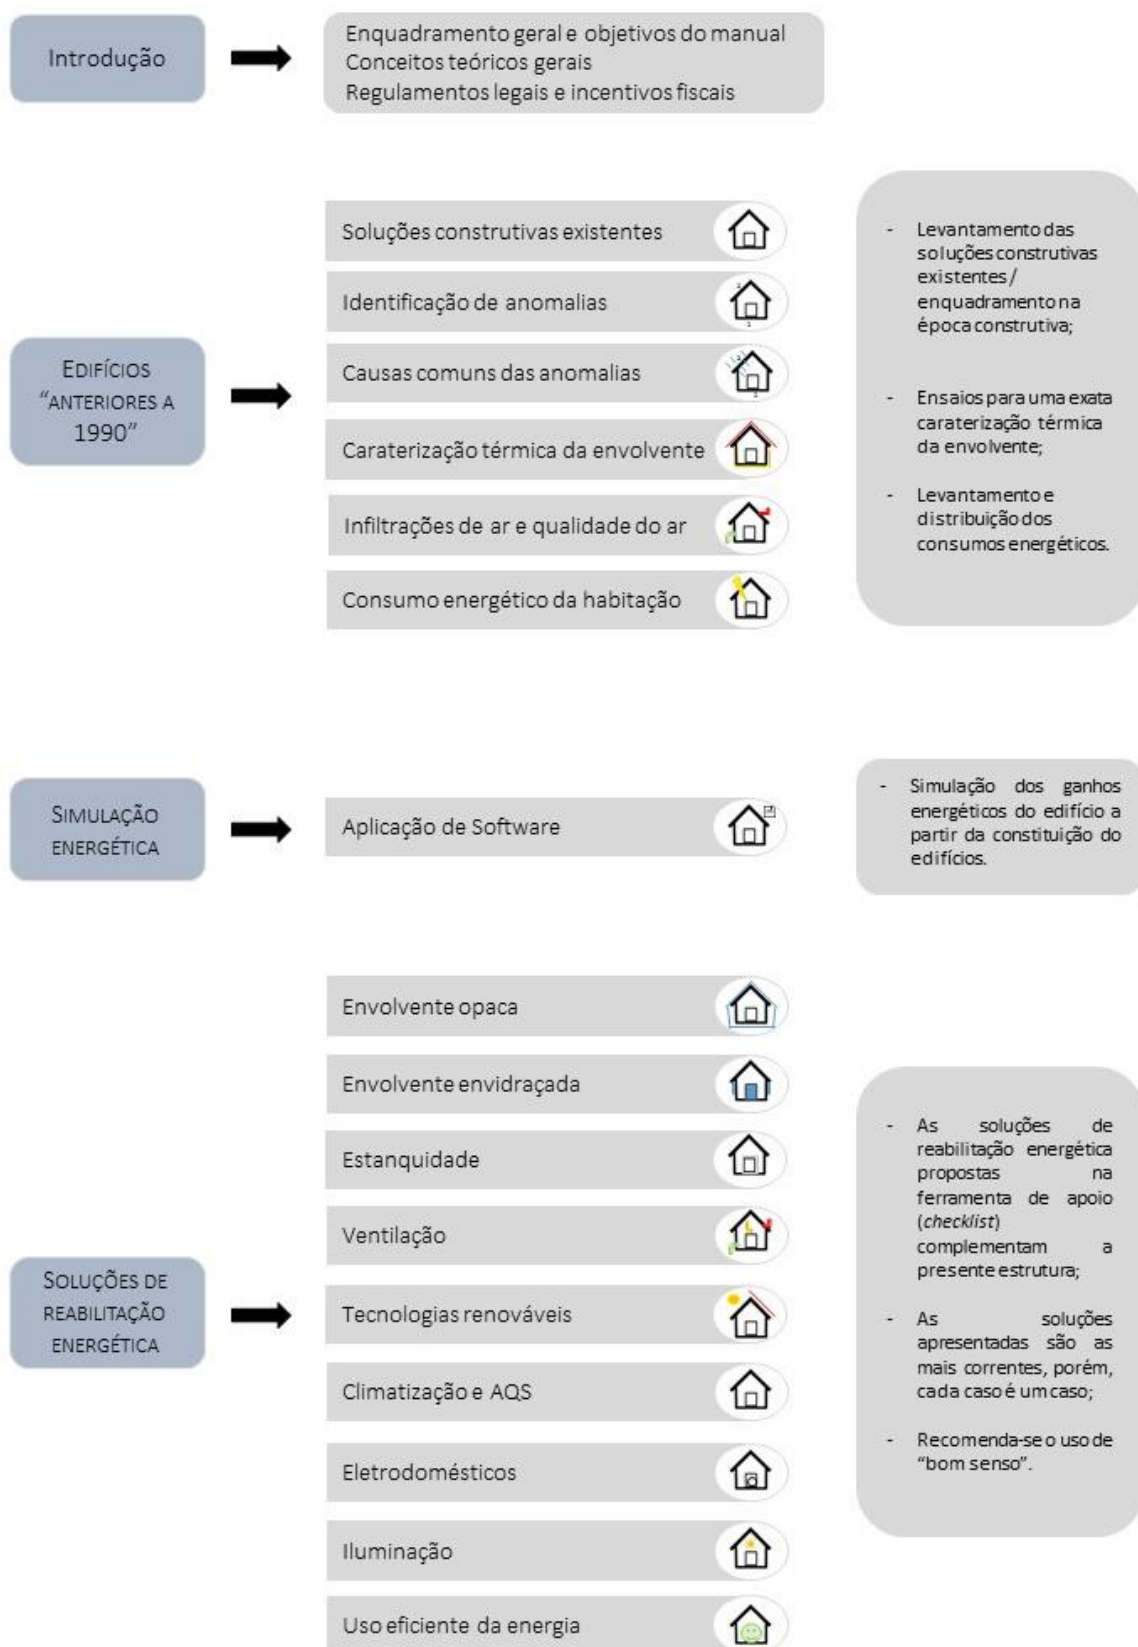 Introdução
Enquadramento geral e objetivos do manual
Conceitos teóricos gerais
Regulamentos legais e incentivos fiscais
EDIFÍCIOS
“ANTERIORES A
1990”
Soluções construtivas existentes
Identificação de anomalias
Causas comuns das anomalias
Caraterização térmica da envolvente
Infiltrações de ar e qualidade do ar
Consumo energético da habitação
- Levantamento das
soluções construtivas
existentes /
enquadramento na
época construtiva;
- Ensaios para uma exata
caraterização térmica
da envolvente;
- Levantamento e
distribuição dos
consumos energéticos.
SIMULAÇÃO
ENERGÉTICA
Aplicação de Software
- Simulação dos ganhos
energéticos do edifício a
partir da constituição do
edifícios.
SOLUÇÕES DE
REABILITAÇÃO
ENERGÉTICA
Envolvente opaca
Envolvente envidraçada
Estanquidade
Ventilação
Tecnologias renováveis
Climatização e AQS
Eletrodomésticos
Iluminação
Uso eficiente da energia
- As soluções de
reabilitação energética
propostas na
ferramenta de apoio
(checklist)
complementam a
presente estrutura;
- As soluções
apresentadas são as
mais correntes, porém,
cada caso é um caso;
- Recomenda-se o uso de
“bom senso”.